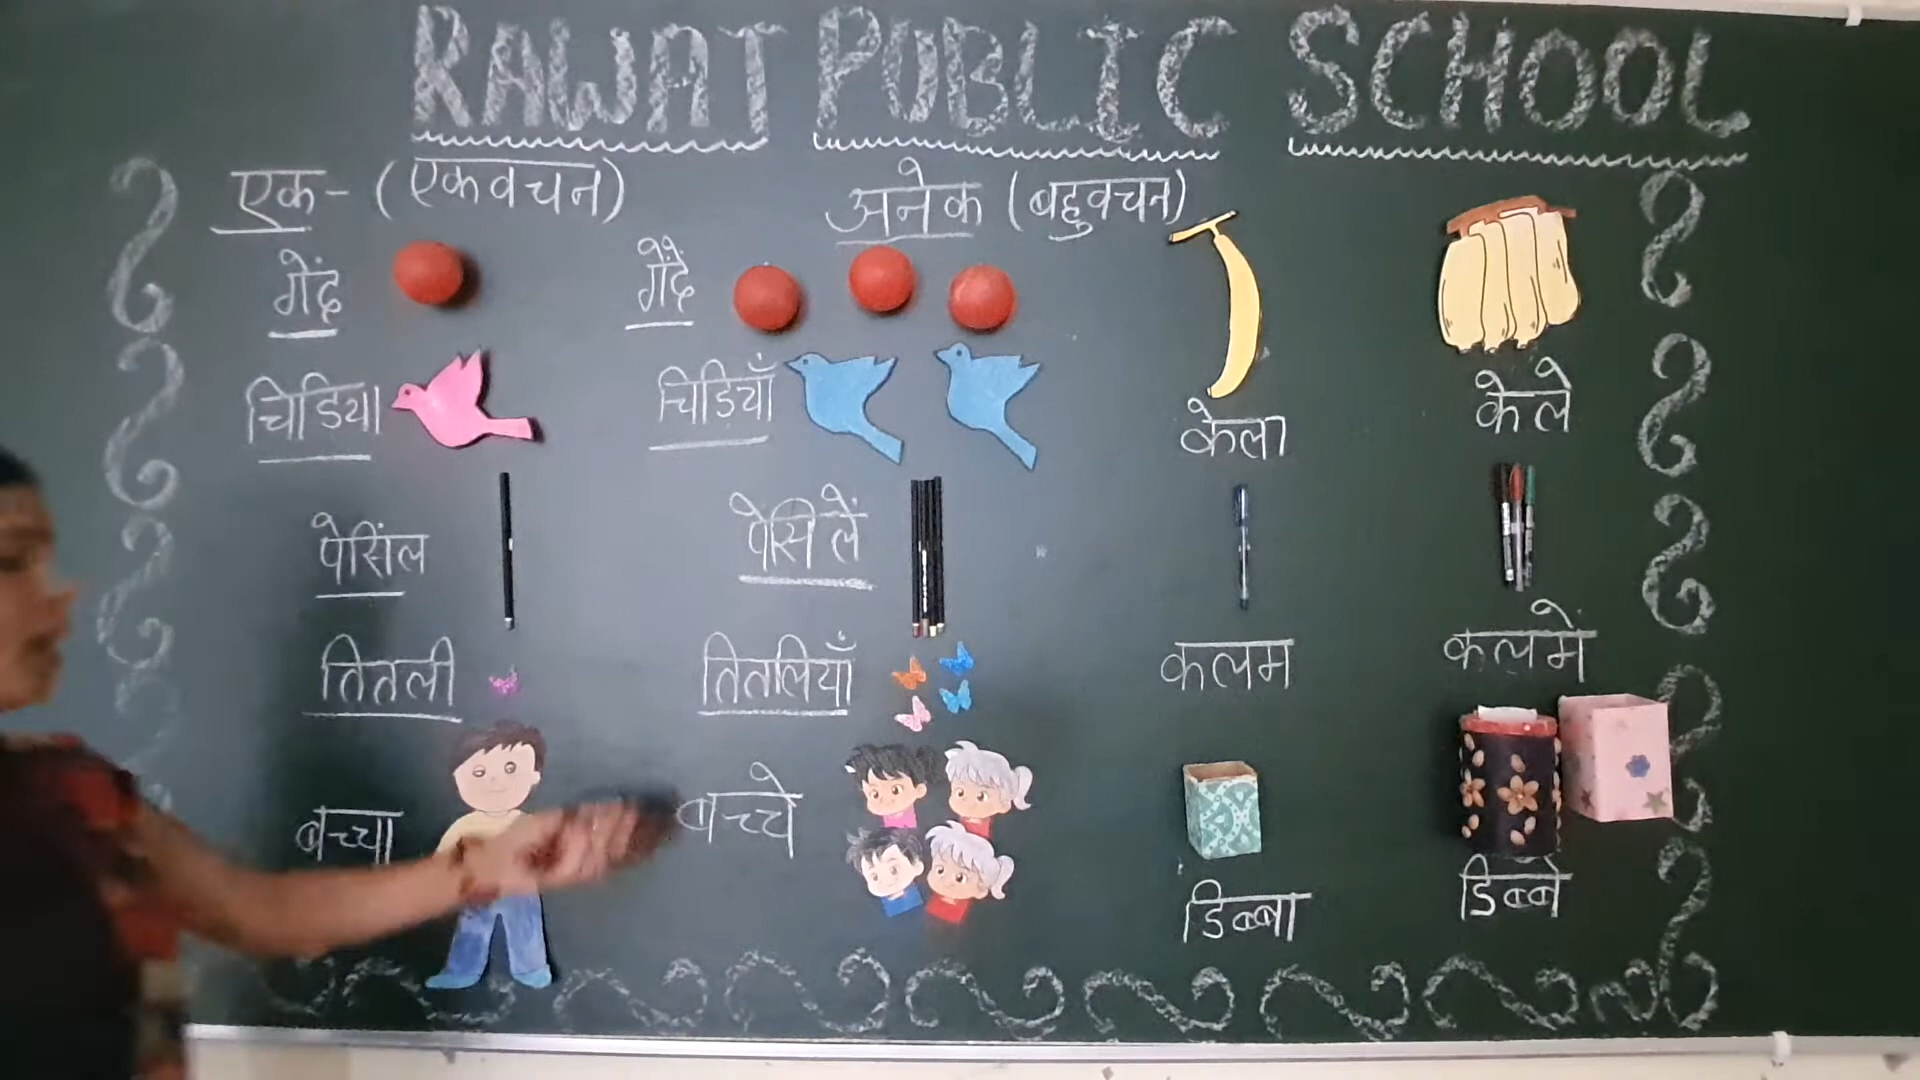 RAWAT PUBLIC SCHOOL
एक - (एकवचन) अनेक (बहुवचन)
गेंद गेंदें
चिडिया चिड़ियाँ केला केले
पेसिंल पेसिलें
तितली तितलियाँ कलम कलमें
बच्चा बच्चे
डिब्बा डिब्बे